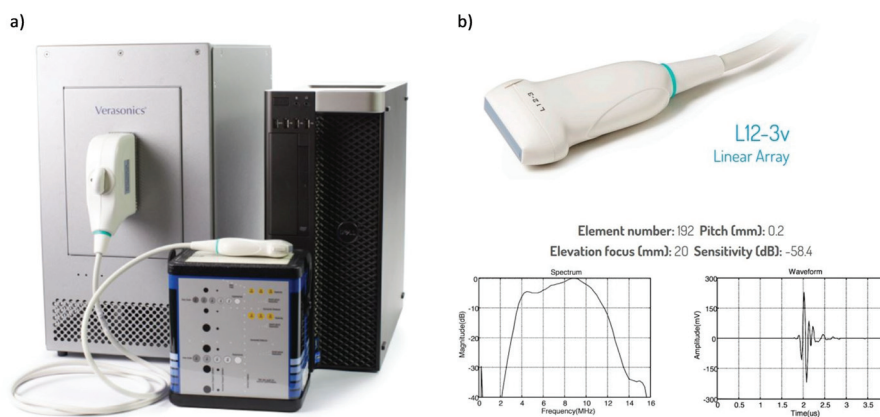 a)
Verasonics
b)
L12-3
L12-3v
Linear Array
Element number: 192 Pitch (mm): 0.2
Elevation focus (mm): 20 Sensitivity (dB): -58.4
Spectrum
0
-10
-20
-30
-40
Magnitude(dB)
0 2 4 6 8 10 12 14 16
Frequency(MHz)
Waveform
300
150
0
-150
-300
Amplitude(mV)
0 0.5 1 1.5 2 2.5 3 3.5
Time(us)